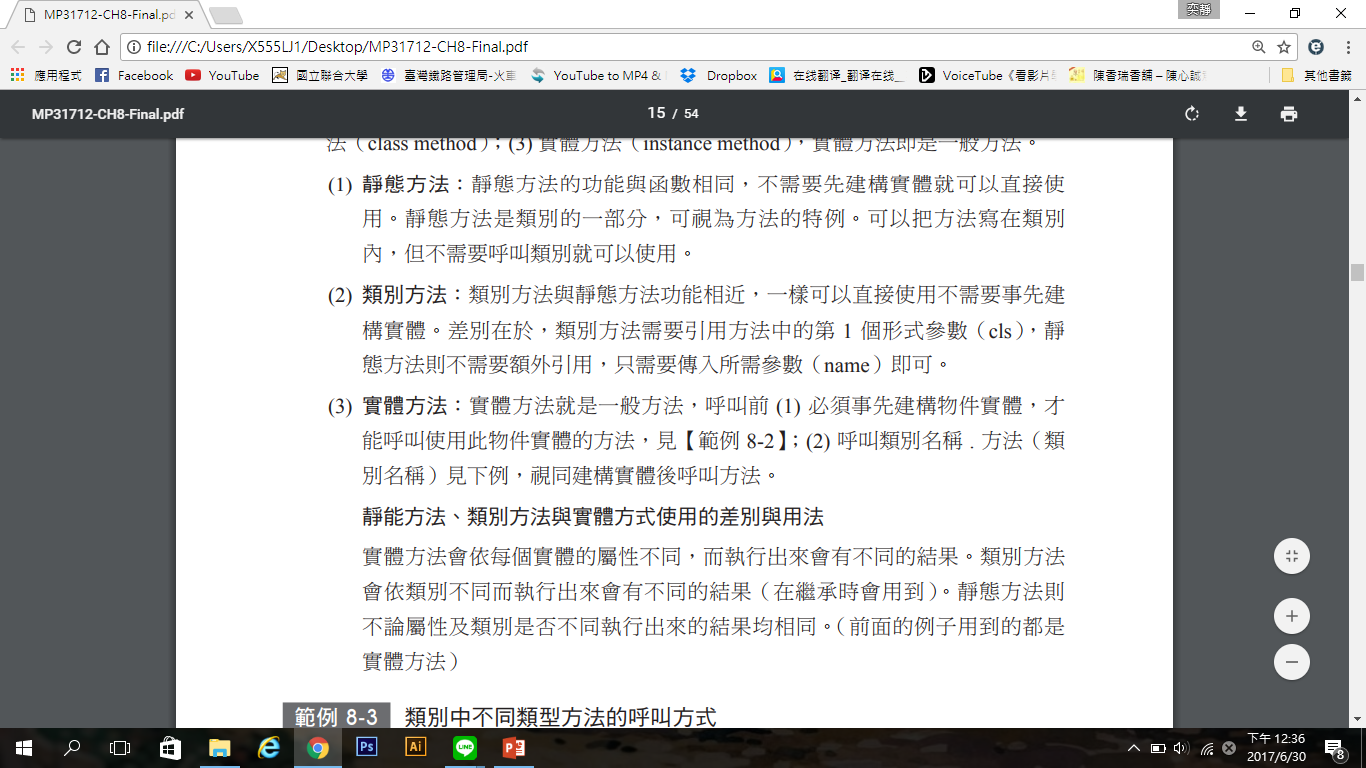 MP31712-CH8-Final.pd
奕靜
file:///C:/Users/X555LJ1/Desktop/MP31712-CH8-Final.pdf
應用程式 Facebook YouTube 國立聯合大學 臺灣鐵路管理局-火車 YouTube to MP4 & Dropbox 在线翻译_翻译在线_ VoiceTube《看影片 陳香瑞香舖 – 陳心誠 其他書籤
MP31712-CH8-Final.pdf 15 / 54
法（class method）；(3) 實體方法（instance method），實體方法即是一般方法。
(1) 靜態方法：靜態方法的功能與函數相同，不需要先建構實體就可以直接使
用。靜態方法是類別的一部分，可視為方法的特例。可以把方法寫在類別
內，但不需要呼叫類別就可以使用。
(2) 類別方法：類別方法與靜態方法功能相近，一樣可以直接使用不需要事先建
構實體。差別在於，類別方法需要引用方法中的第 1 個形式參數（cls），靜
態方法則不需要額外引用，只需要傳入所需參數（name）即可。
(3) 實體方法：實體方法就是一般方法，呼叫前 (1) 必須事先建構物件實體，才
能呼叫使用此物件實體的方法，見【範例 8-2】；(2) 呼叫類別名稱 . 方法（類
別名稱）見下例，視同建構實體後呼叫方法。
靜能方法、類別方法與實體方式使用的差別與用法
實體方法會依每個實體的屬性不同，而執行出來會有不同的結果。類別方法
會依類別不同而執行出來會有不同的結果（在繼承時會用到）。靜態方法則
不論屬性及類別是否不同執行出來的結果均相同。（前面的例子用到的都是
實體方法）
範例 8-3 類別中不同類型方法的呼叫方式
Ps Ai LINE
下午 12:36
2017/6/30
8